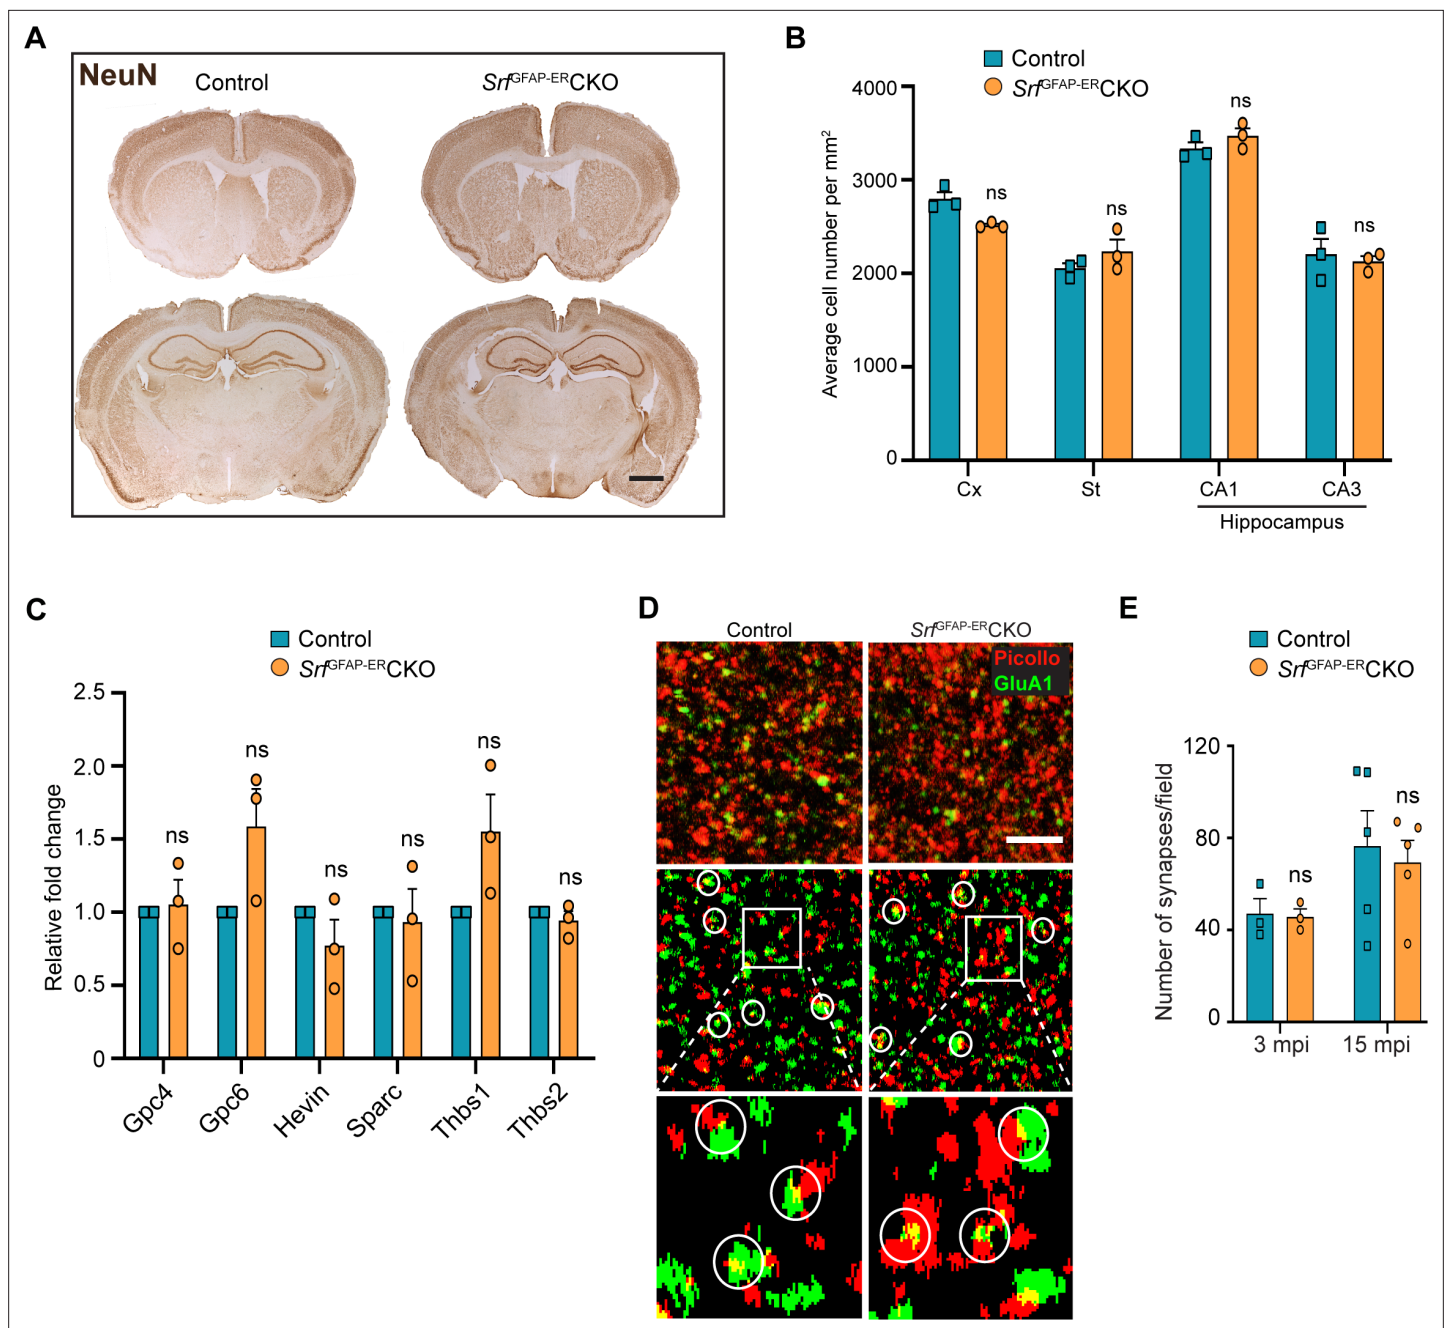 A
NeuN
Control
SrfGFAP-ERCKO
B
Control
SrfGFAP-ERCKO
Average cell number per mm2
4000
3000
2000
1000
0
ns
ns
ns
ns
Cx
St
CA1
CA3
Hippocampus
C
Control
SrfGFAP-ERCKO
Relative fold change
2.5
2.0
1.5
1.0
0.5
0
ns
ns
ns
ns
ns
ns
Gpc4
Gpc6
Hevin
Sparc
Thbs1
Thbs2
D
Control
SrfGFAP-ERCKO
Picollo
GluA1
E
Control
SrfGFAP-ERCKO
Number of synapses/field
120
80
40
0
ns
ns
3 mpi
15 mpi